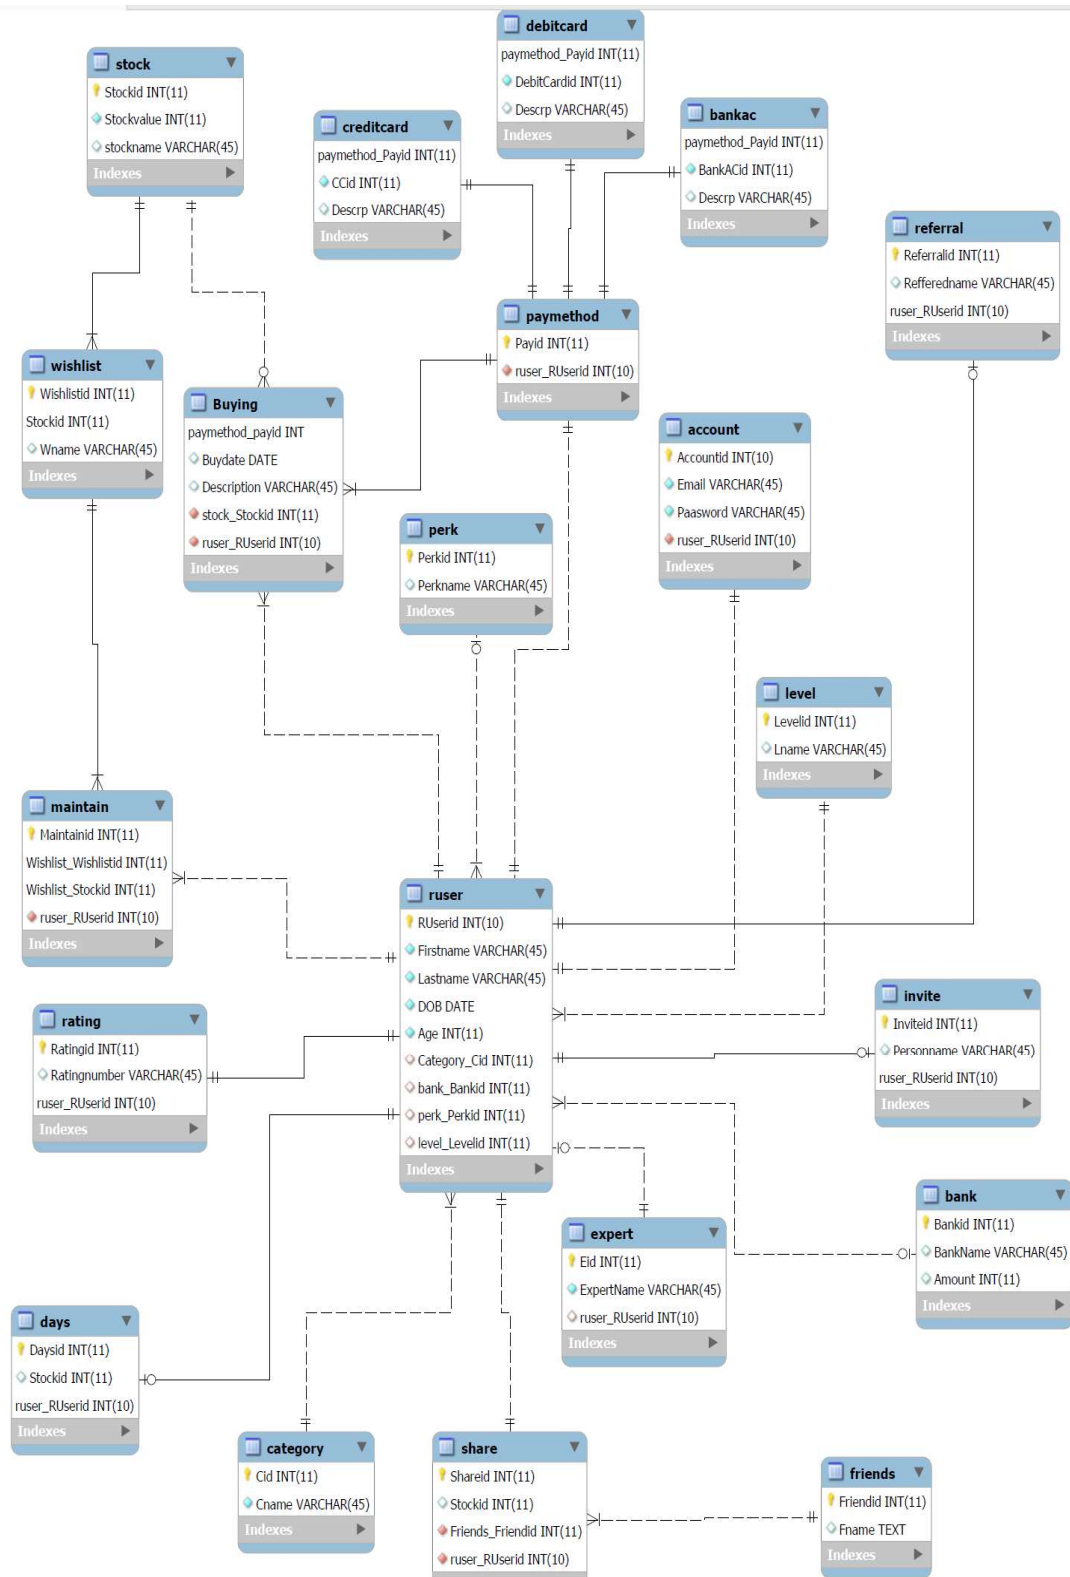 debitcard
paymethod_Payid INT(11)
DebitCardid INT(11)
Descrp VARCHAR(45)
Indexes
stock
Stockid INT(11)
Stockvalue INT(11)
stockname VARCHAR(45)
Indexes
creditcard
paymethod_Payid INT(11)
CCid INT(11)
Descrp VARCHAR(45)
Indexes
bankac
paymethod_Payid INT(11)
BankACid INT(11)
Descrp VARCHAR(45)
Indexes
referral
Referralid INT(11)
Refferedname VARCHAR(45)
ruser_RUserid INT(10)
Indexes
paymethod
Payid INT(11)
ruser_RUserid INT(10)
Indexes
wishlist
Wishlistid INT(11)
Stockid INT(11)
Wname VARCHAR(45)
Indexes
Buying
paymethod_payid INT
Buydate DATE
Description VARCHAR(45)
stock_Stockid INT(11)
ruser_RUserid INT(10)
Indexes
account
Accountid INT(10)
Email VARCHAR(45)
Paasword VARCHAR(45)
ruser_RUserid INT(10)
Indexes
perk
Perkid INT(11)
Perkname VARCHAR(45)
Indexes
level
Levelid INT(11)
Lname VARCHAR(45)
Indexes
maintain
Maintainid INT(11)
Wishlist_Wishlistid INT(11)
Wishlist_Stockid INT(11)
ruser_RUserid INT(10)
Indexes
ruser
RUserid INT(10)
Firstname VARCHAR(45)
Lastname VARCHAR(45)
DOB DATE
Age INT(11)
Category_Cid INT(11)
bank_Bankid INT(11)
perk_Perkid INT(11)
level_Levelid INT(11)
Indexes
rating
Ratingid INT(11)
Ratingnumber VARCHAR(45)
ruser_RUserid INT(10)
Indexes
invite
Inviteid INT(11)
Personname VARCHAR(45)
ruser_RUserid INT(10)
Indexes
bank
Bankid INT(11)
BankName VARCHAR(45)
Amount INT(11)
Indexes
expert
Eid INT(11)
ExpertName VARCHAR(45)
ruser_RUserid INT(10)
Indexes
days
Daysid INT(11)
Stockid INT(11)
ruser_RUserid INT(10)
Indexes
category
Cid INT(11)
Cname VARCHAR(45)
Indexes
share
Shareid INT(11)
Stockid INT(11)
Friends_Friendid INT(11)
ruser_RUserid INT(10)
friends
Friendid INT(11)
Fname TEXT
Indexes